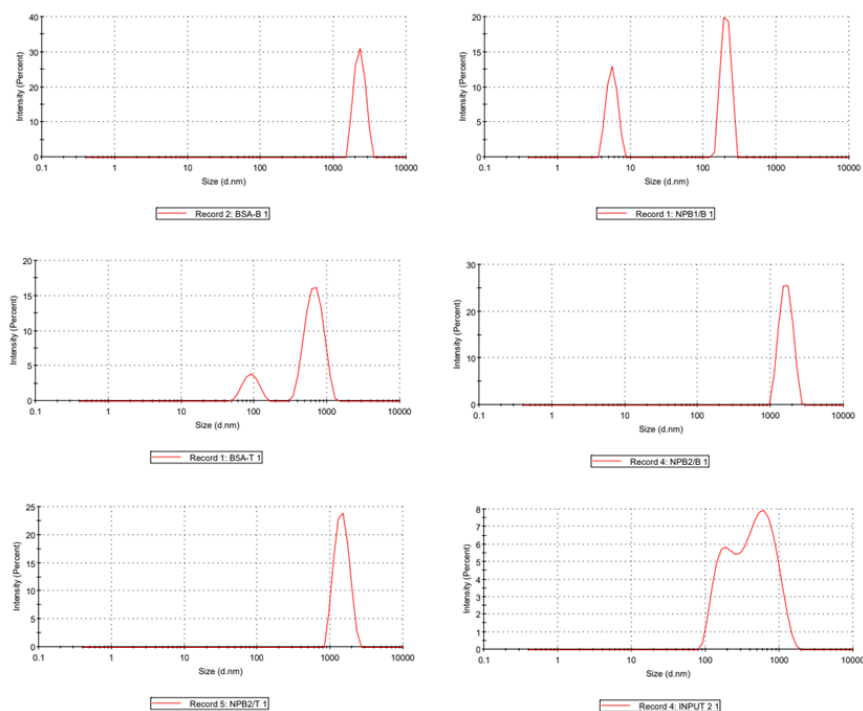 Intensity (Percent)
40
30
20
10
0
0.1 1 10 100 1000 10000
Size (d.nm)
Record 2: BSA-B 1
Intensity (Percent)
20
15
10
5
0
0.1 1 10 100 1000 10000
Size (d.nm)
Record 1: NPB1/B 1
Intensity (Percent)
20
15
10
5
0
0.1 1 10 100 1000 10000
Size (d.nm)
Record 1: B5A-T 1
Intensity (Percent)
30
20
10
0
0.1 1 10 100 1000 10000
Size (d.nm)
Record 4: NPB2/B 1
Intensity (Percent)
25
20
15
10
5
0
0.1 1 10 100 1000 10000
Size (d.nm)
Record 5: NPB2/T 1
Intensity (Percent)
8
7
6
5
4
3
2
1
0
0.1 1 10 100 1000 10000
Size (d.nm)
Record 4: INPUT 2 1